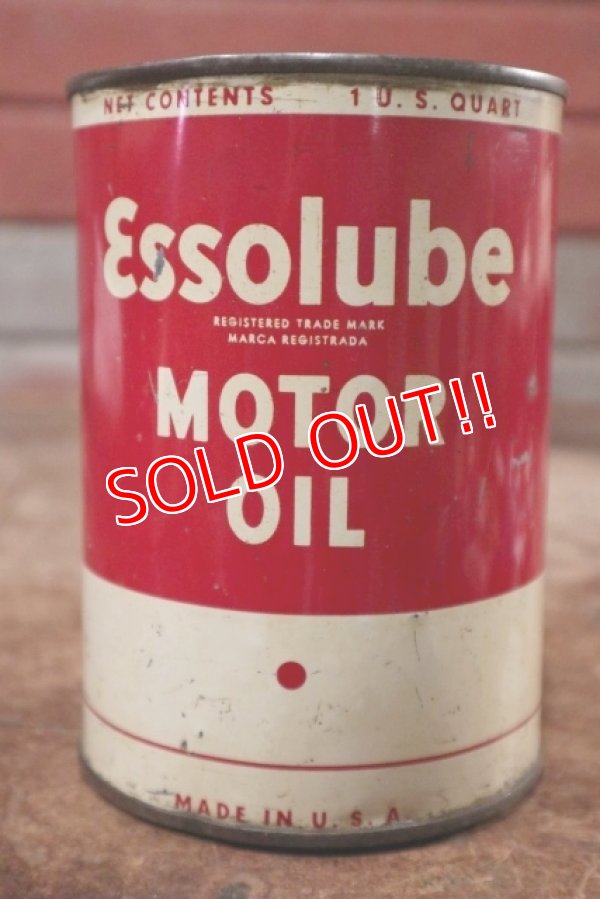 NET CONTENTS 1 U. S. QUART
Essolube
REGISTERED TRADE MARK
MARCA REGISTRADA
MOTOR
SOLD OUT!!
OIL
MADE IN U. S. A.